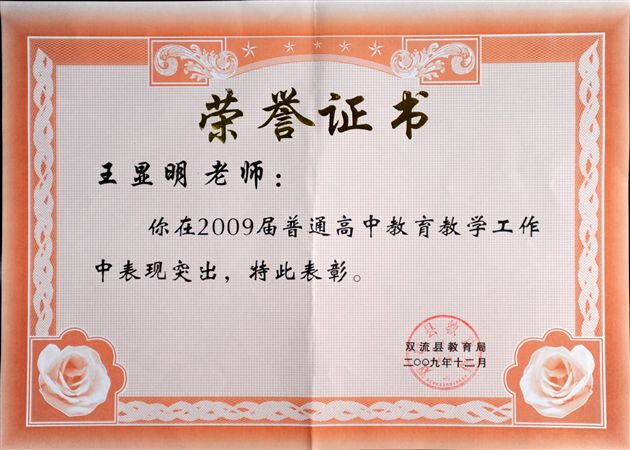 荣誉证书
王显明 老师：
你在2009届普通高中教育教学工作
中表现突出，特此表彰。
双流县教育局
二〇〇九年十二月